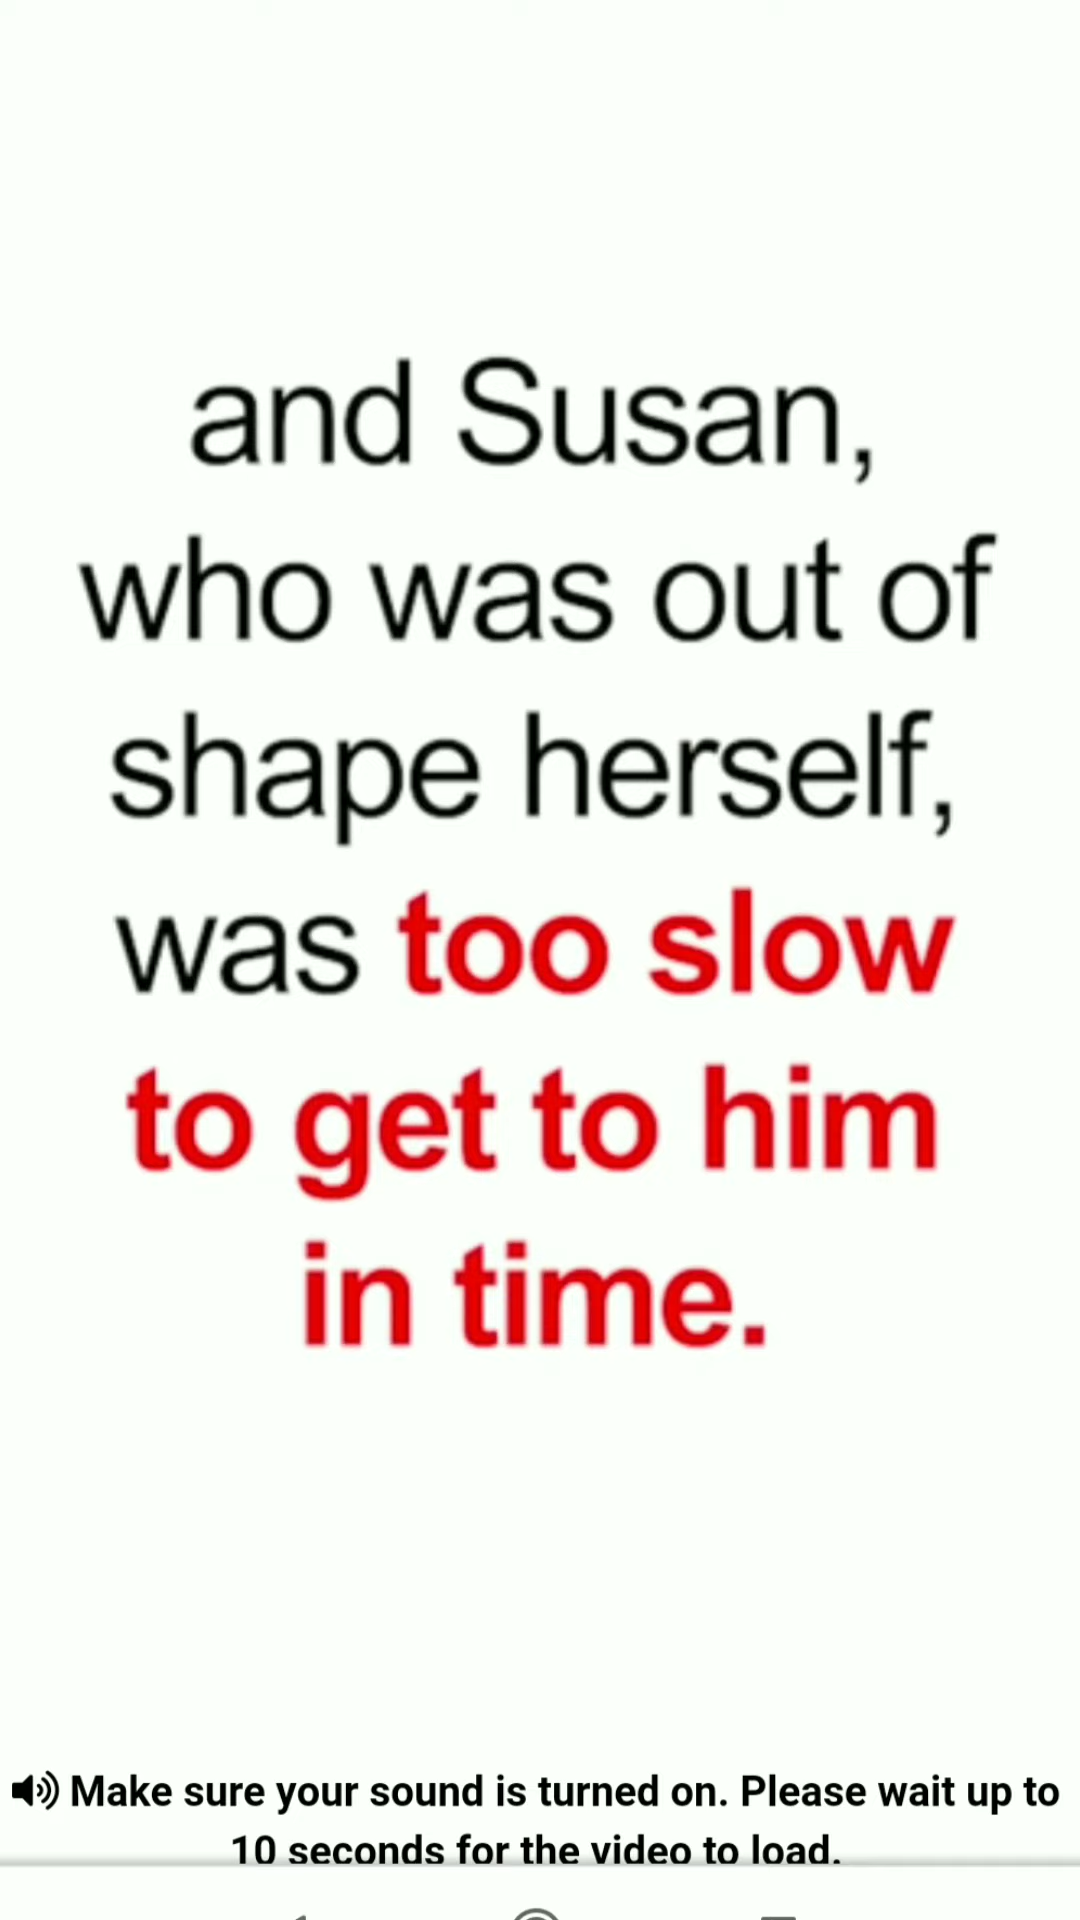 and Susan,
who was out of
shape herself,
was too slow
to get to him
in time.
Make sure your sound is turned on. Please wait up to
10 seconds for the video to load.